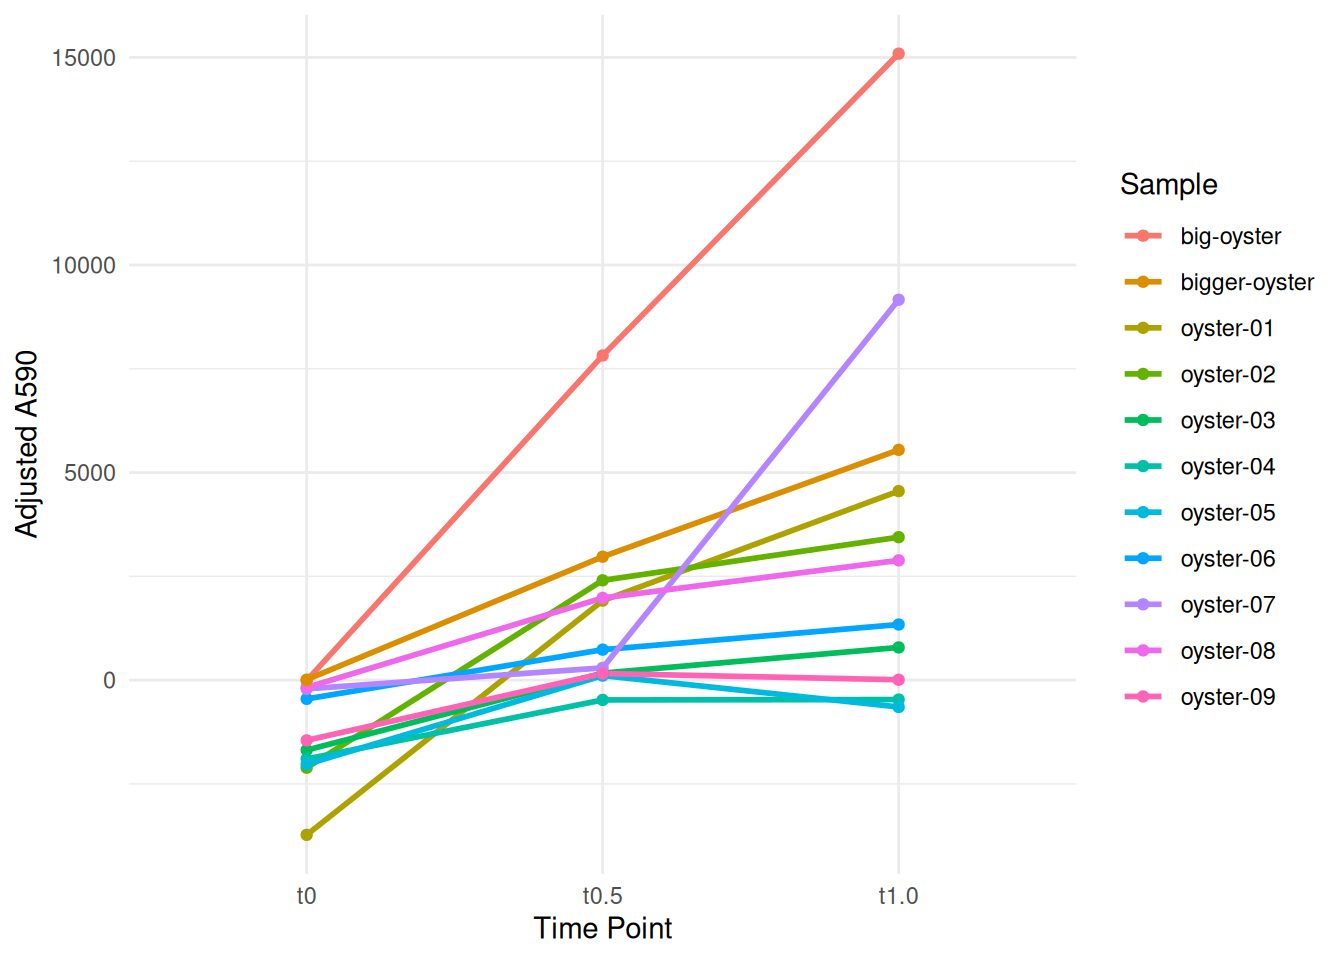 15000
10000
5000
0
Adjusted A590
t0 t0.5 t1.0
Time Point
Sample
big-oyster
bigger-oyster
oyster-01
oyster-02
oyster-03
oyster-04
oyster-05
oyster-06
oyster-07
oyster-08
oyster-09